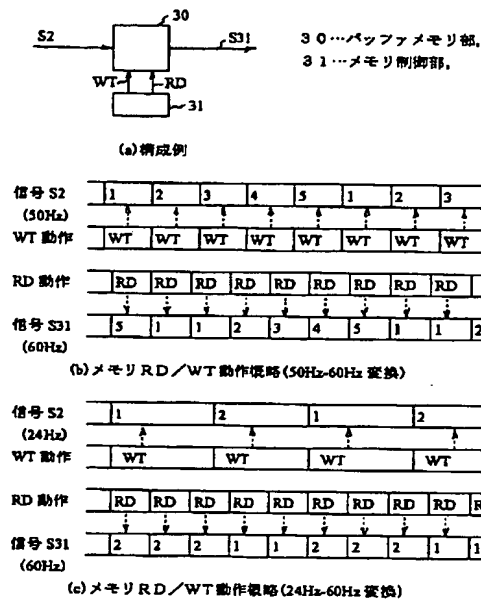 30
S2
S31
WT
RD
31
30…バッファメモリ部。
31…メモリ制御部。
(a)構成例
信号 S2
(50Hz)
1 2 3 4 5 1 2 3
WT 動作
WT WT WT WT WT WT WT WT
RD 動作
RD RD RD RD RD RD RD RD RD
信号 S31
(60Hz)
5 1 1 2 3 4 5 1 1 2
(b)メモリRD/WT動作概略(50Hz-60Hz 変換)
信号 S2
(24Hz)
1 2 1 2
WT 動作
WT WT WT WT
RD 動作
RD RD RD RD RD RD RD RD RD R
信号 S31
(60Hz)
2 2 2 1 1 2 2 2 1 1
(c)メモリRD/WT動作概略(24Hz-60Hz 変換)